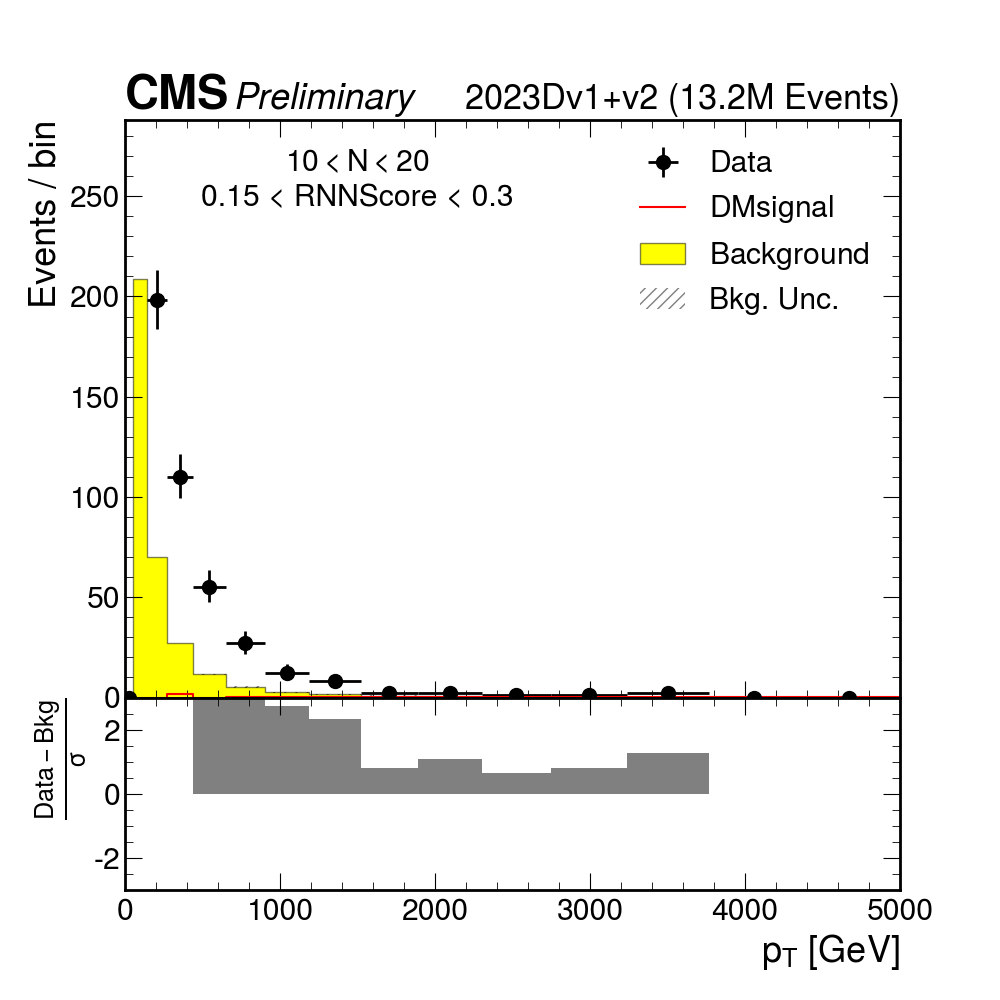 CMS Preliminary 2023Dv1+v2 (13.2M Events)
Events / bin
10 < N < 20
0.15 < RNNScore < 0.3
Data
DMsignal
Background
Bkg. Unc.
250
200
150
100
50
0
Data − Bkg
σ
2
0
-2
0 1000 2000 3000 4000 5000
pT [GeV]